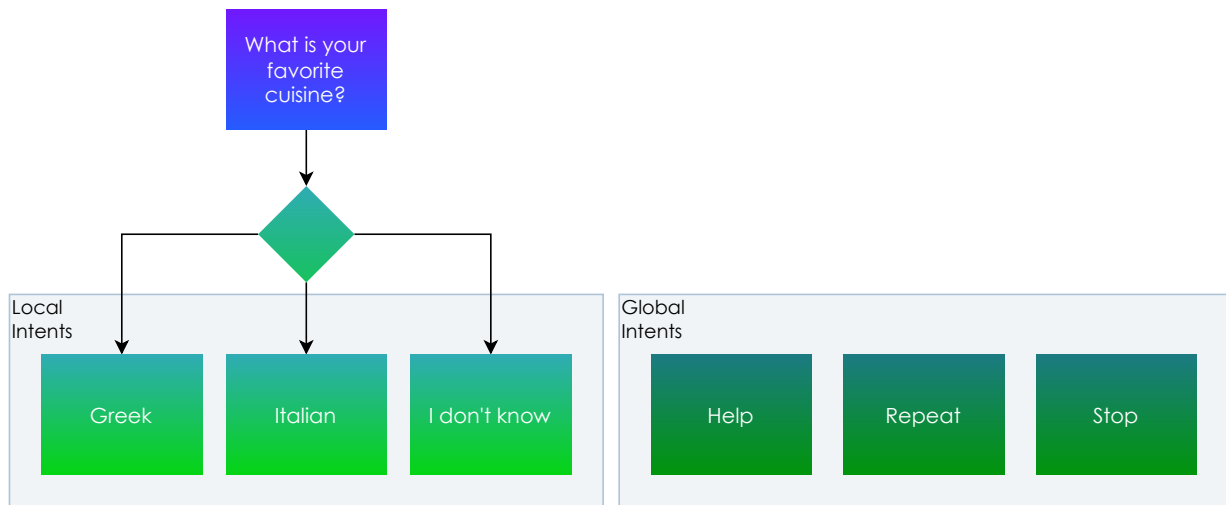 What is your
favorite
cuisine?
Local
Intents
Greek
Italian
I don't know
Global
Intents
Help
Repeat
Stop